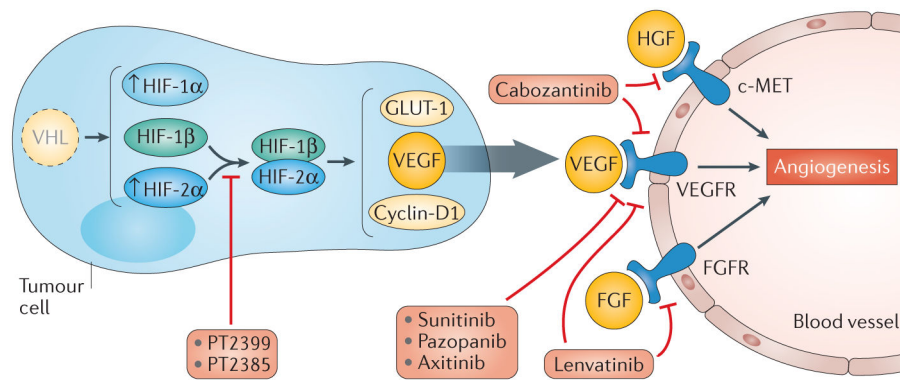 VHL
↑HIF-1α
HIF-1β
↑HIF-2α
HIF-1β
HIF-2α
GLUT-1
VEGF
Cyclin-D1
Tumour
cell
• PT2399
• PT2385
Cabozantinib
HGF
c-MET
VEGF
VEGFR
Angiogenesis
FGF
FGFR
• Sunitinib
• Pazopanib
• Axitinib
Lenvatinib
Blood vessel